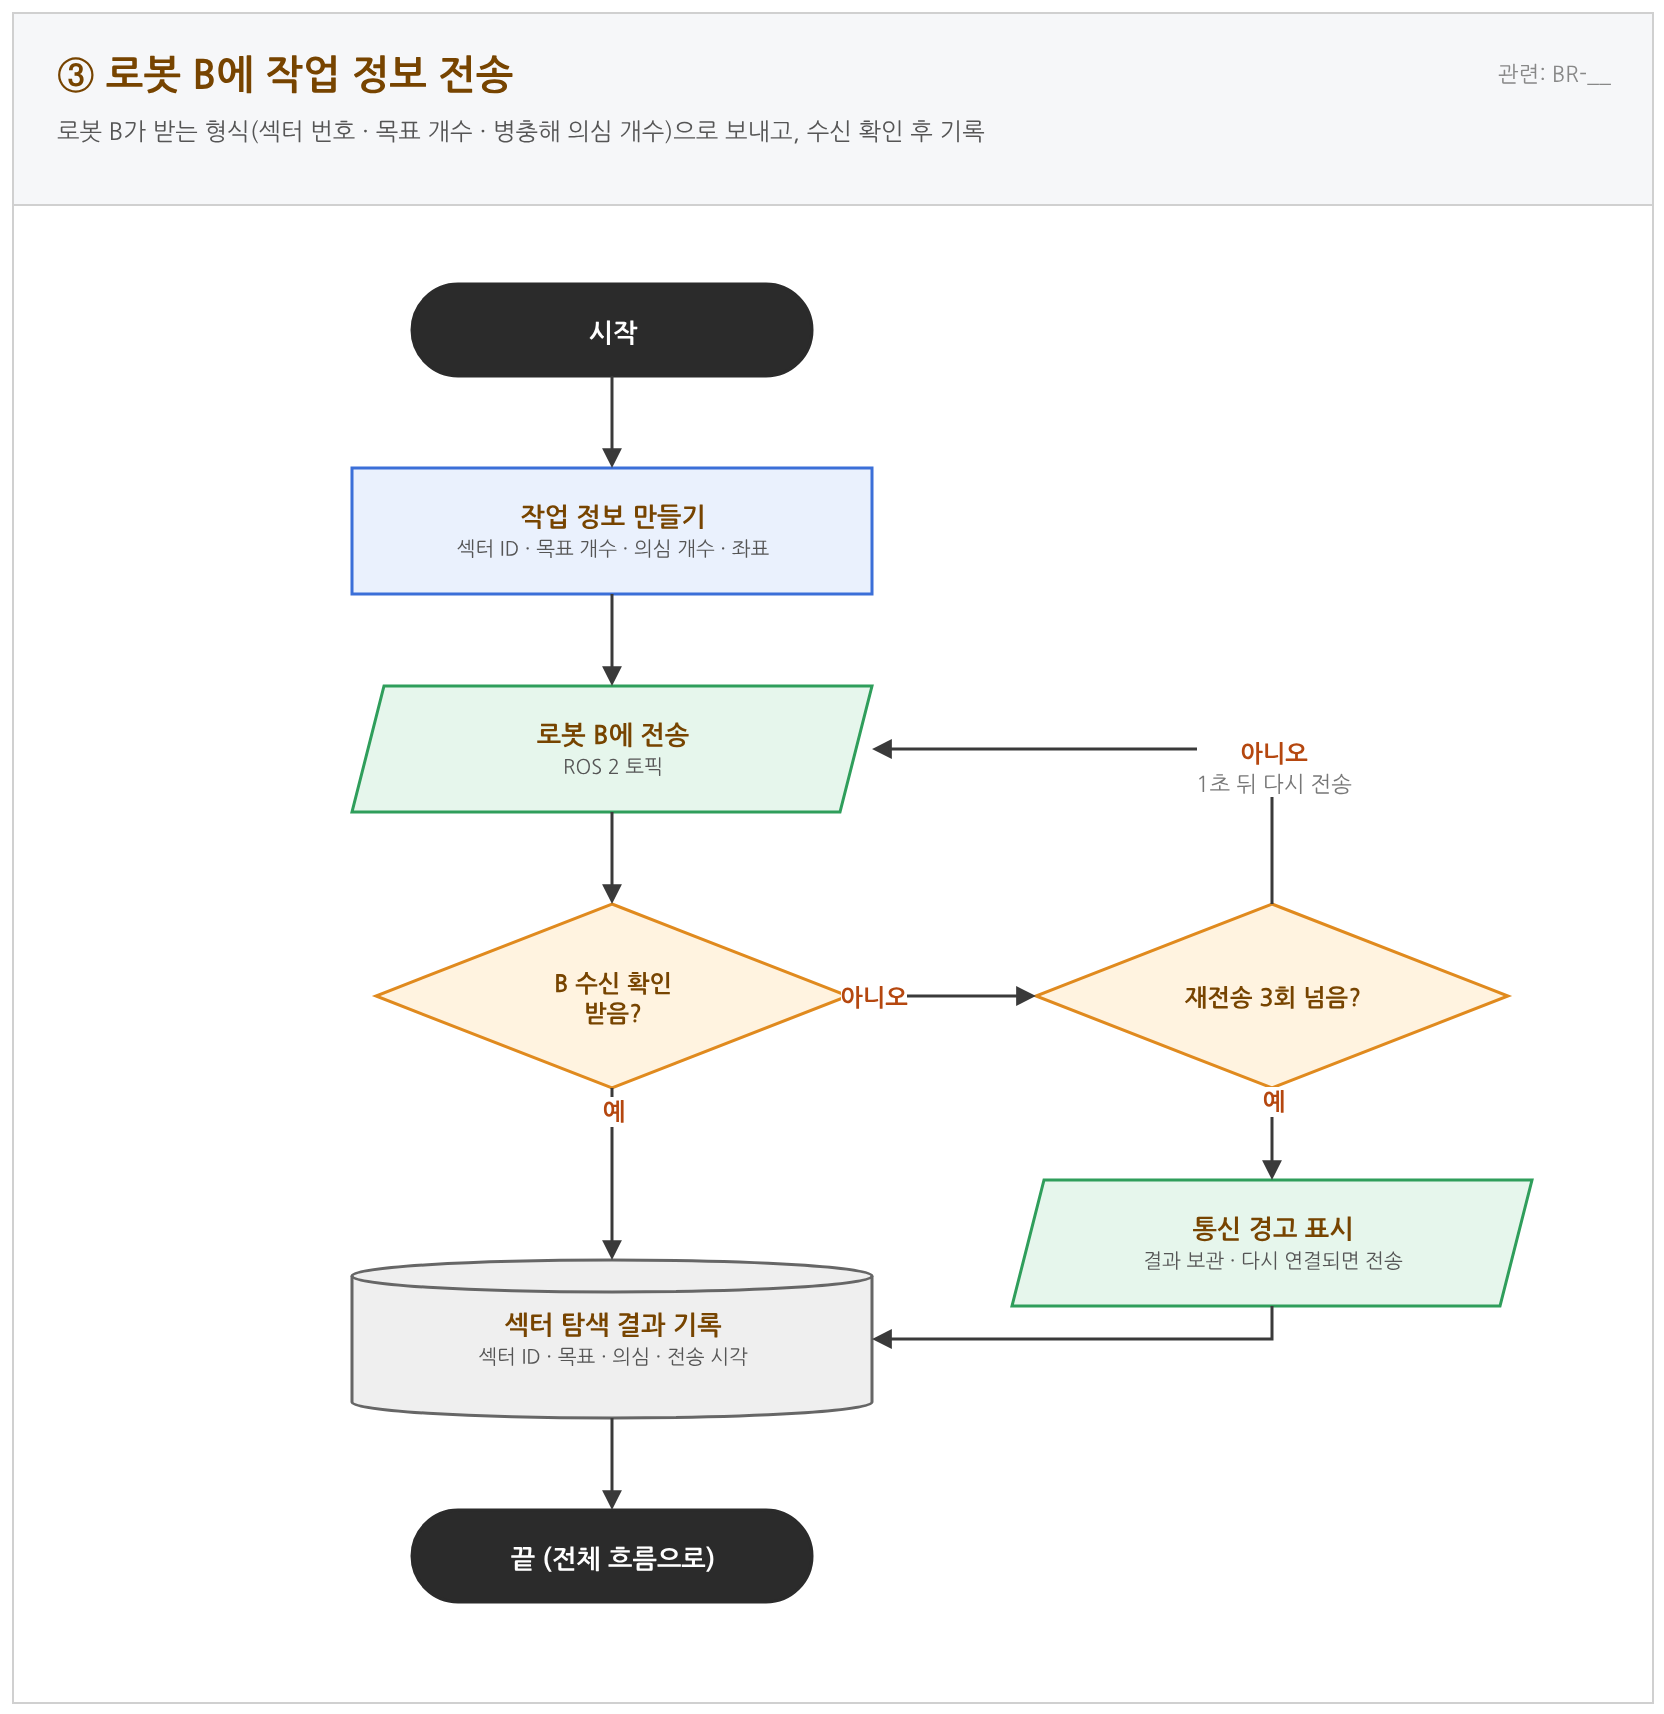 ③ 로봇 B에 작업 정보 전송
관련: BR-__
로봇 B가 받는 형식(섹터 번호 · 목표 개수 · 병충해 의심 개수)으로 보내고, 수신 확인 후 기록
시작
작업 정보 만들기
섹터 ID · 목표 개수 · 의심 개수 · 좌표
로봇 B에 전송
ROS 2 토픽
아니오
1초 뒤 다시 전송
B 수신 확인
받음?
아니오
재전송 3회 넘음?
예
예
통신 경고 표시
결과 보관 · 다시 연결되면 전송
섹터 탐색 결과 기록
섹터 ID · 목표 · 의심 · 전송 시각
끝 (전체 흐름으로)